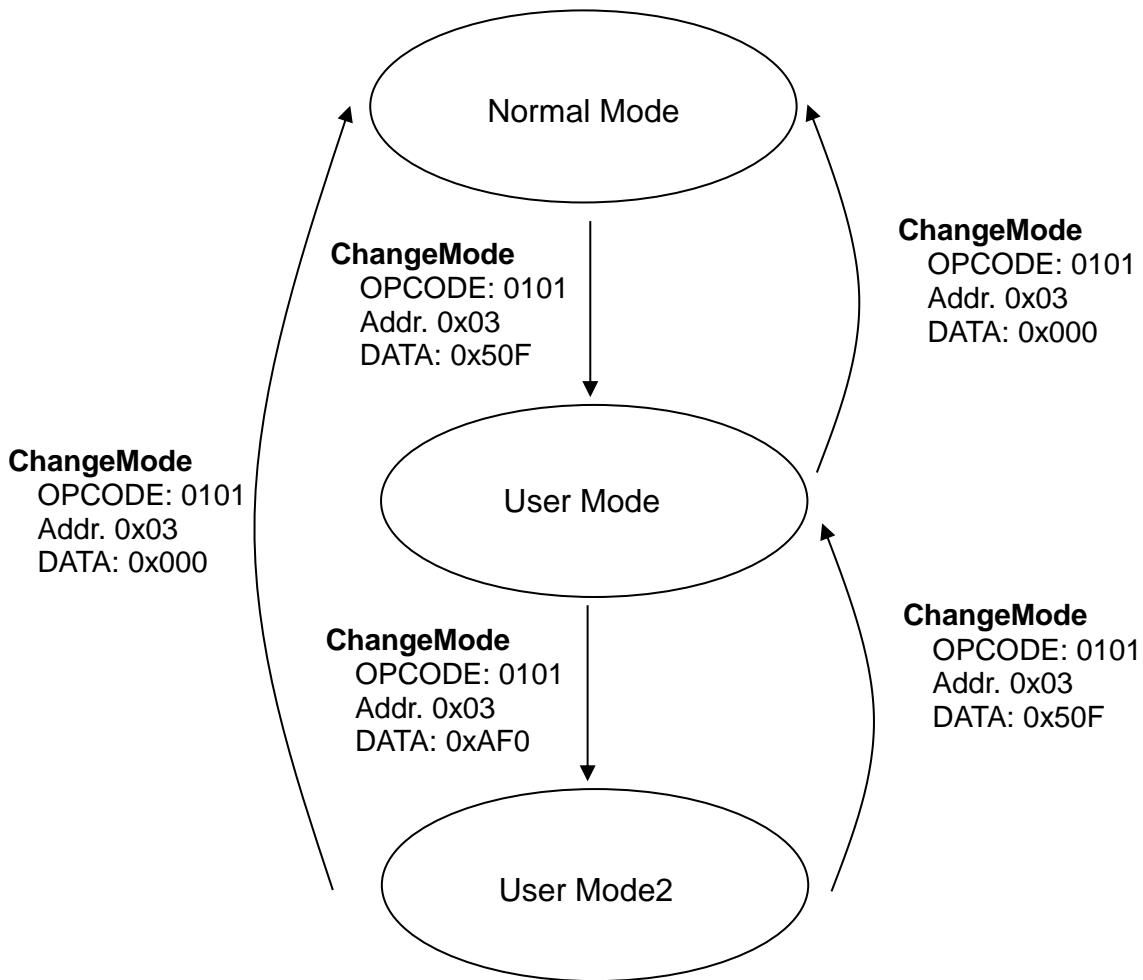 Normal Mode
ChangeMode
OPCODE: 0101
Addr. 0x03
DATA: 0x50F
ChangeMode
OPCODE: 0101
Addr. 0x03
DATA: 0x000
ChangeMode
OPCODE: 0101
Addr. 0x03
DATA: 0x000
User Mode
ChangeMode
OPCODE: 0101
Addr. 0x03
DATA: 0xAF0
ChangeMode
OPCODE: 0101
Addr. 0x03
DATA: 0x50F
User Mode2